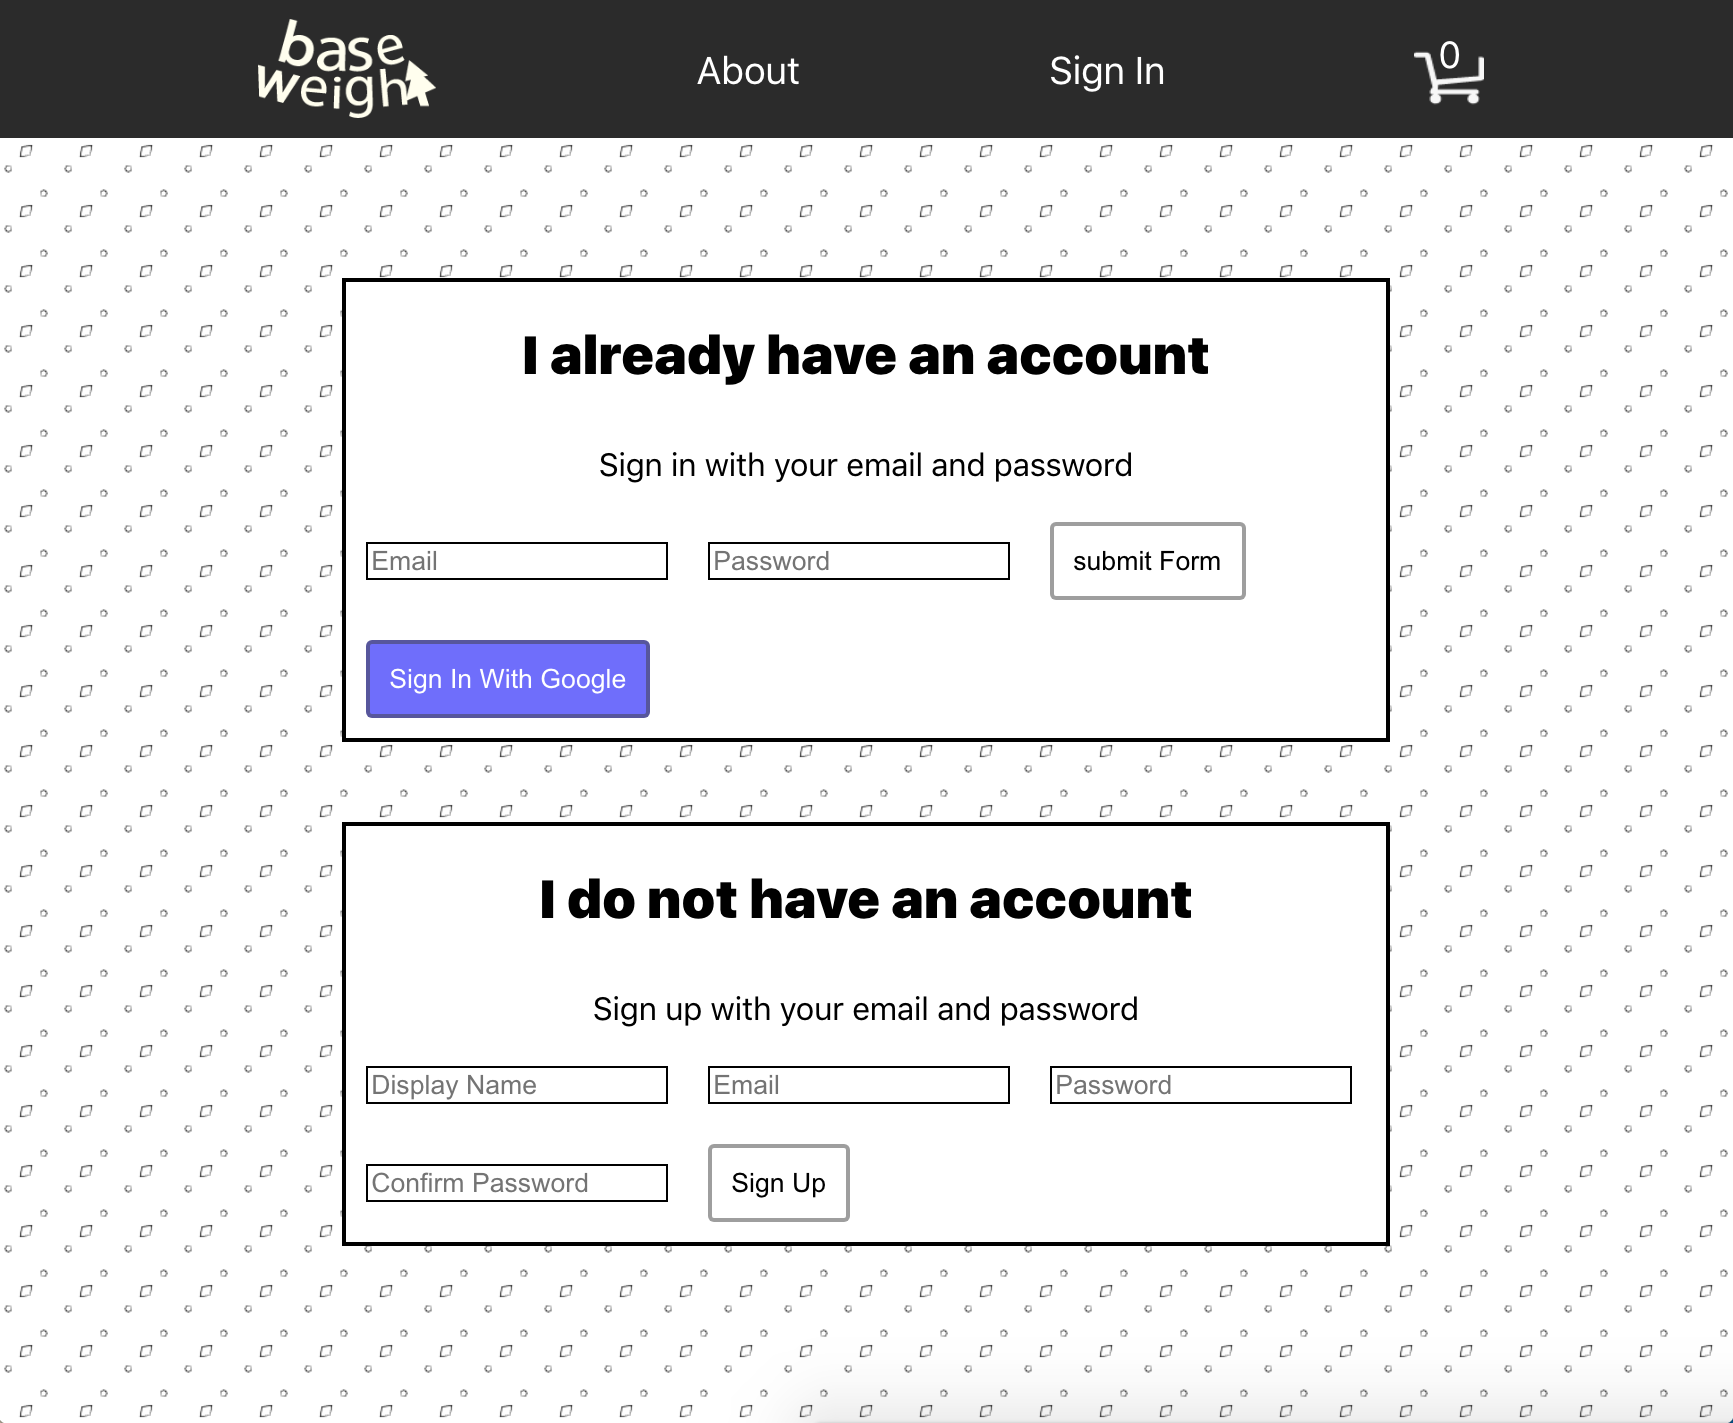 base
weigh
About
Sign In
0
I already have an account
Sign in with your email and password
Email
Password
submit Form
Sign In With Google
I do not have an account
Sign up with your email and password
Display Name
Email
Password
Confirm Password
Sign Up